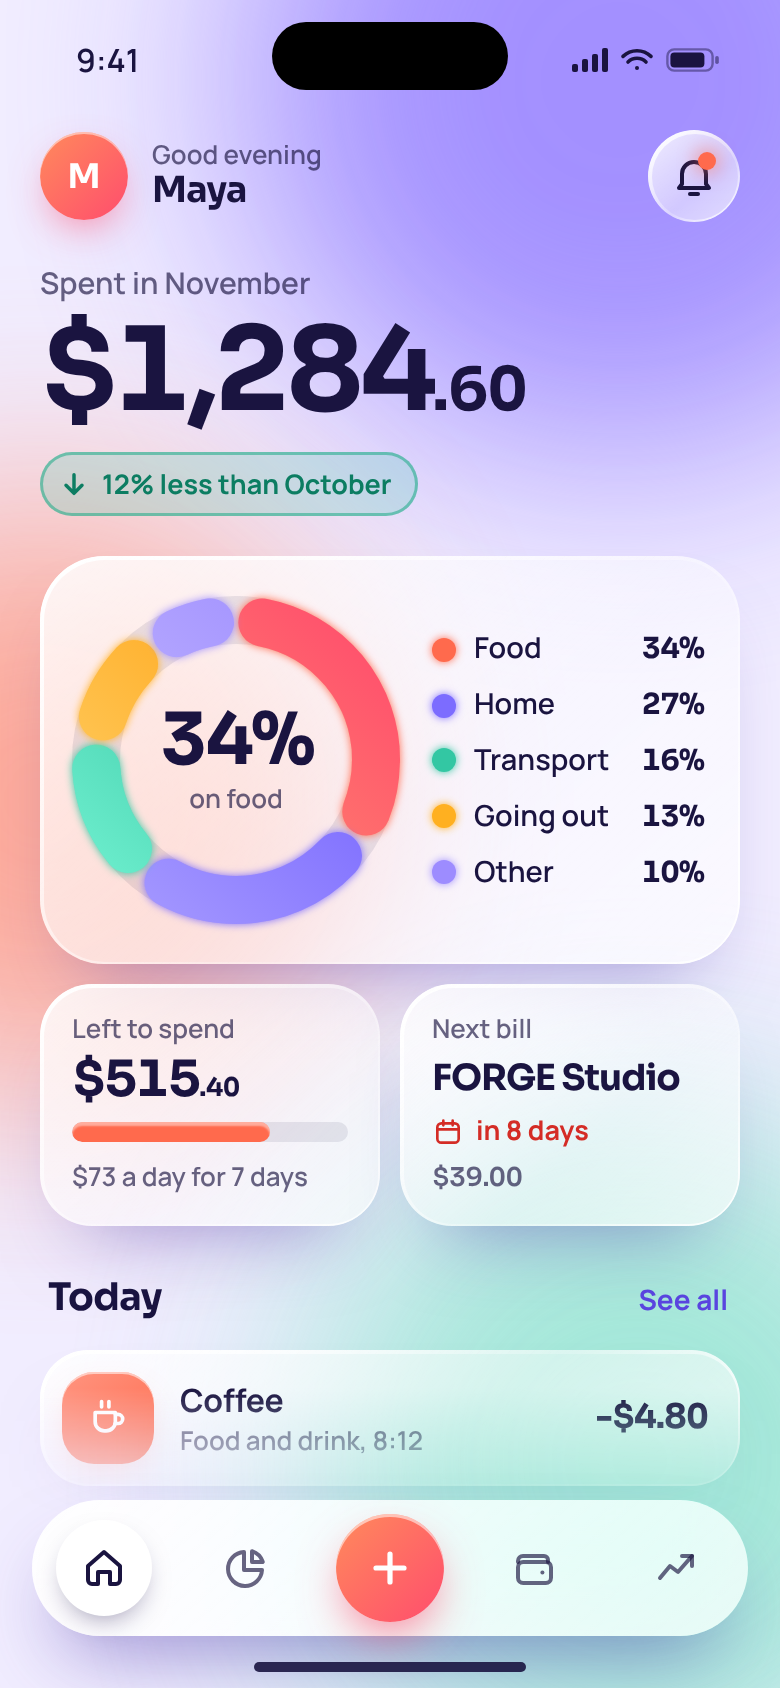 9:41
M
Good evening
Maya
Spent in November
$1,284.60
12% less than October
34%
on food
Food 34%
Home 27%
Transport 16%
Going out 13%
Other 10%
Left to spend
$515.40
$73 a day for 7 days
Next bill
FORGE Studio
in 8 days
$39.00
Today
See all
Coffee
Food and drink, 8:12
−$4.80